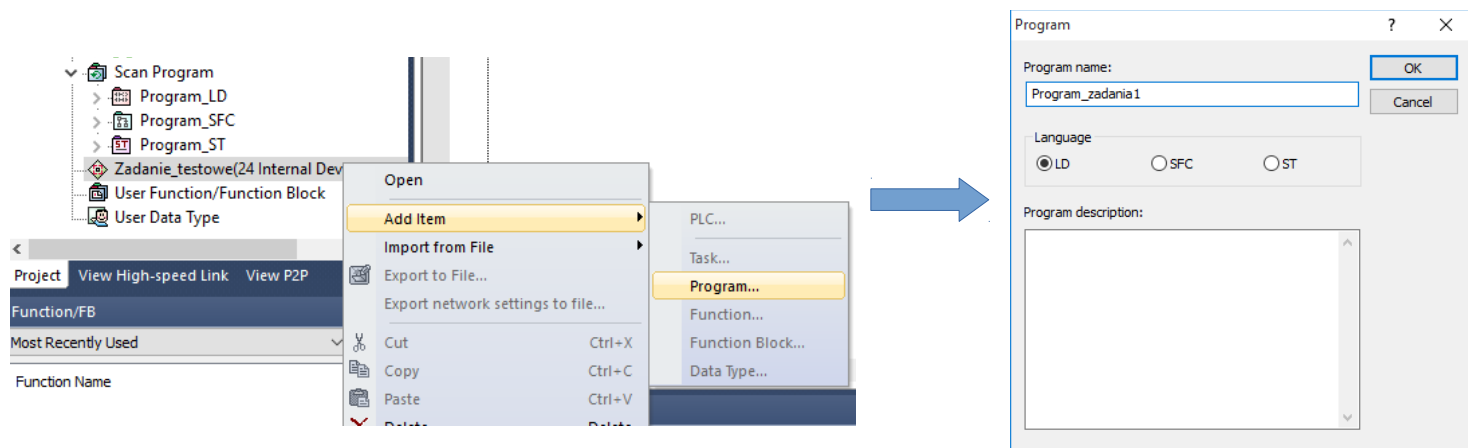 Scan Program
Program_LD
Program_SFC
Program_ST
Zadanie_testowe(24 Internal Dev
User Function/Function Block
User Data Type
Project View High-speed Link View P2P
Function/FB
Most Recently Used
Function Name
Open
Add Item
Import from File
Export to File...
Export network settings to file...
Cut Ctrl+X
Copy Ctrl+C
Paste Ctrl+V
Delete Delete
PLC...
Task...
Program...
Function...
Function Block...
Data Type...
Program ? X
Program name:
Program_zadania1
OK
Cancel
Language
LD SFC ST
Program description: